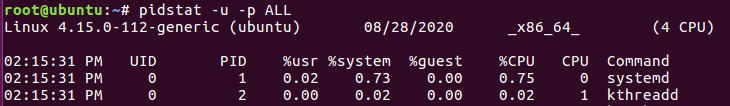 root@ubuntu:~# pidstat -u -p ALL
Linux 4.15.0-112-generic (ubuntu) 08/28/2020 _x86_64_ (4 CPU)
02:15:31 PM UID PID %usr %system %guest %CPU CPU Command
02:15:31 PM 0 1 0.02 0.73 0.00 0.75 0 systemd
02:15:31 PM 0 2 0.00 0.02 0.00 0.02 1 kthreadd